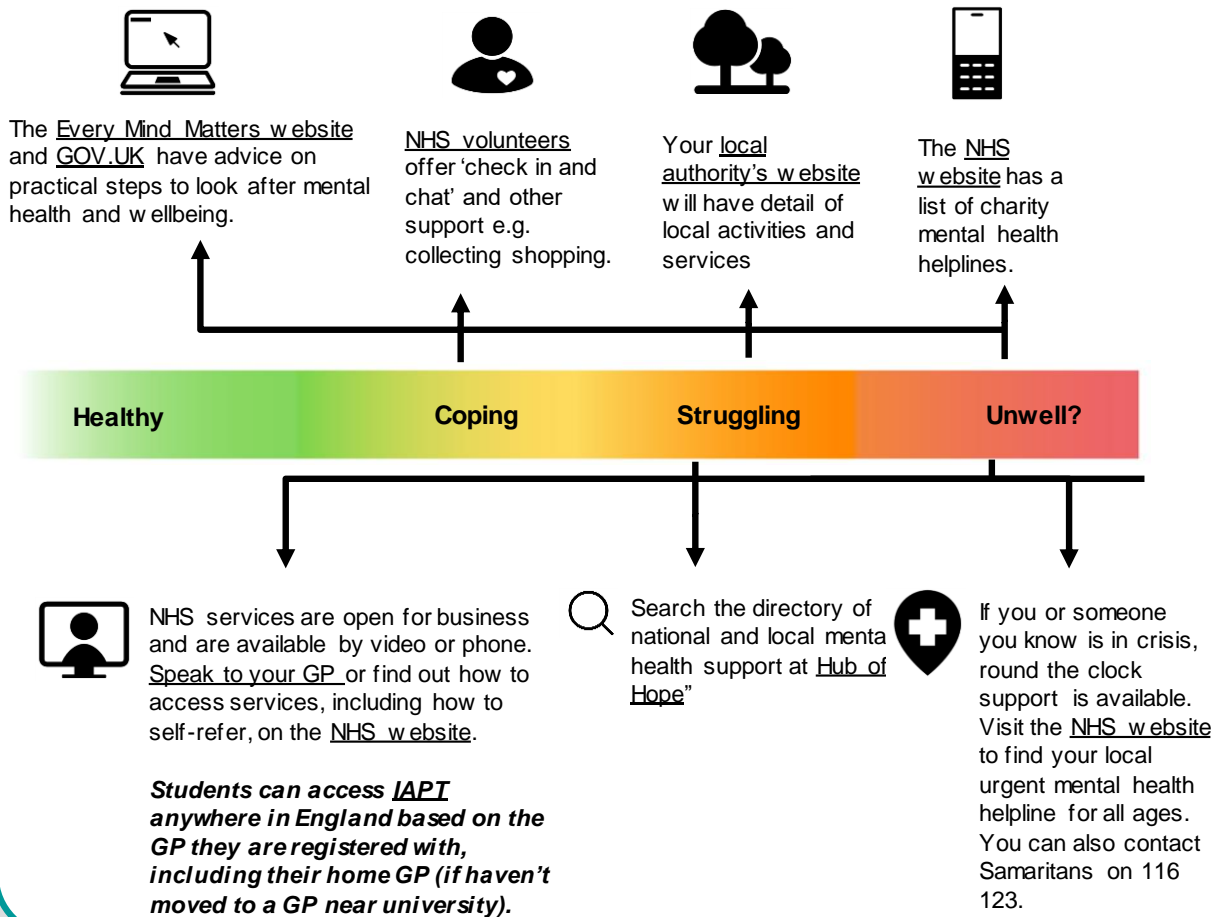 The Every Mind Matters website
and GOV.UK have advice on
practical steps to look after mental
health and wellbeing.
NHS volunteers
offer ‘check in and
chat’ and other
support e.g.
collecting shopping.
Your local
authority’s website
will have detail of
local activities and
services
The NHS
website has a
list of charity
mental health
helplines.
Healthy
Coping
Struggling
Unwell?
NHS services are open for business
and are available by video or phone.
Speak to your GP or find out how to
access services, including how to
self-refer, on the NHS website.
Students can access IAPT
anywhere in England based on the
GP they are registered with,
including their home GP (if haven’t
moved to a GP near university).
Search the directory of
national and local menta
health support at Hub of
Hope”
If you or someone
you know is in crisis,
round the clock
support is available.
Visit the NHS website
to find your local
urgent mental health
helpline for all ages.
You can also contact
Samaritans on 116
123.